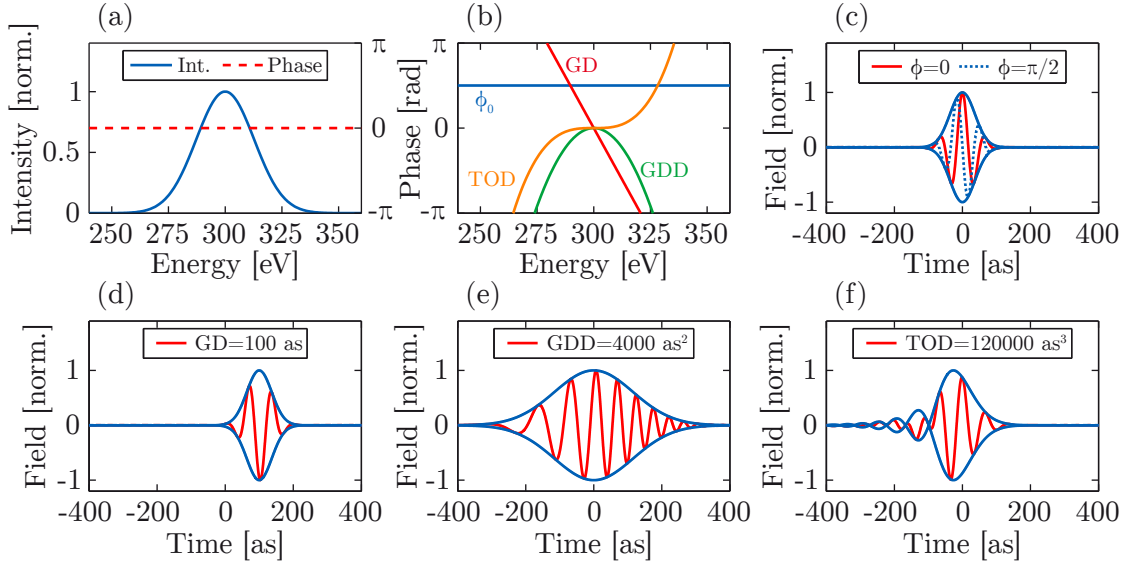 (a)
Intensity [norm.]
1
0.5
0
Int.
Phase
π
0
-π
250 275 300 325 350
Energy [eV]
(b)
Phase [rad]
π
0
-π
GD
ϕ0
TOD
GDD
250 275 300 325 350
Energy [eV]
(c)
Field [norm.]
1
0
-1
ϕ=0
ϕ=π/2
-400 -200 0 200 400
Time [as]
(d)
Field [norm.]
1
0
-1
GD=100 as
-400 -200 0 200 400
Time [as]
(e)
Field [norm.]
1
0
-1
GDD=4000 as²
-400 -200 0 200 400
Time [as]
(f)
Field [norm.]
1
0
-1
TOD=120000 as³
-400 -200 0 200 400
Time [as]